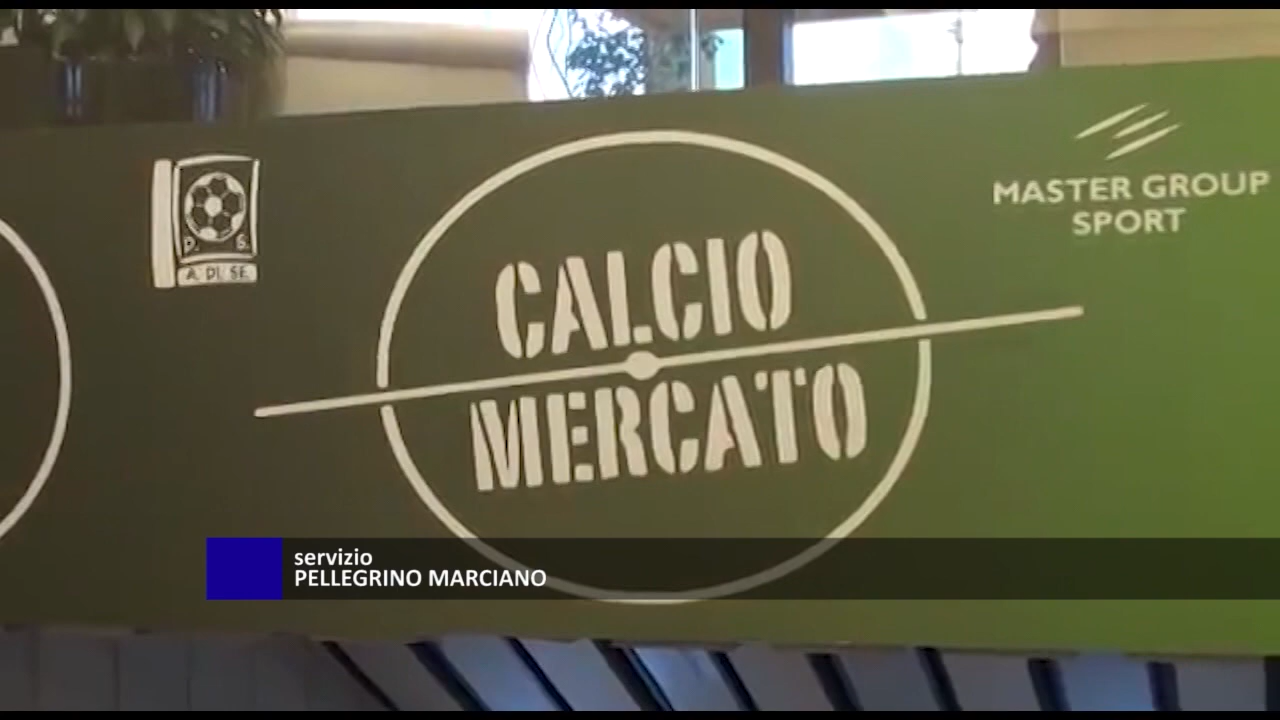 D. S.
A. DI. SE.
CALCIO
MERCATO
MASTER GROUP
SPORT
servizio
PELLEGRINO MARCIANO